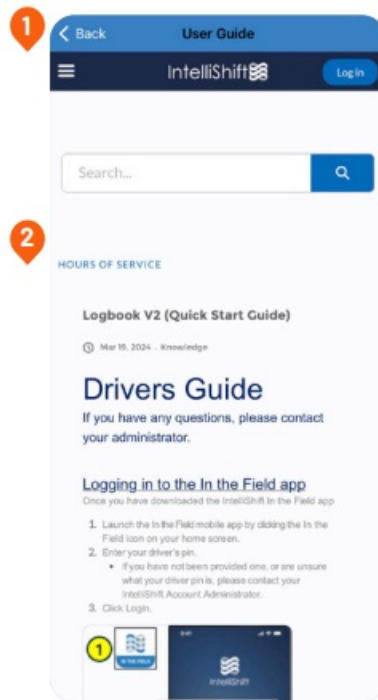 1
Back
User Guide
IntelliShift
Log In
Search...
2
HOURS OF SERVICE
Logbook V2 (Quick Start Guide)
Mar 19, 2024 . Knowledge
Drivers Guide
If you have any questions, please contact
your administrator.
Logging in to the In the Field app
Once you have downloaded the IntelliShift In the Field app
1. Launch the In the Field mobile app by clicking the In the
Field icon on your home screen.
2. Enter your driver's pin.
• If you have not been provided one, or are unsure
what your driver pin is, please contact your
IntelliShift Account Administrator.
3. Click Login.
1
IN THE FIELD
9:41
IntelliShift